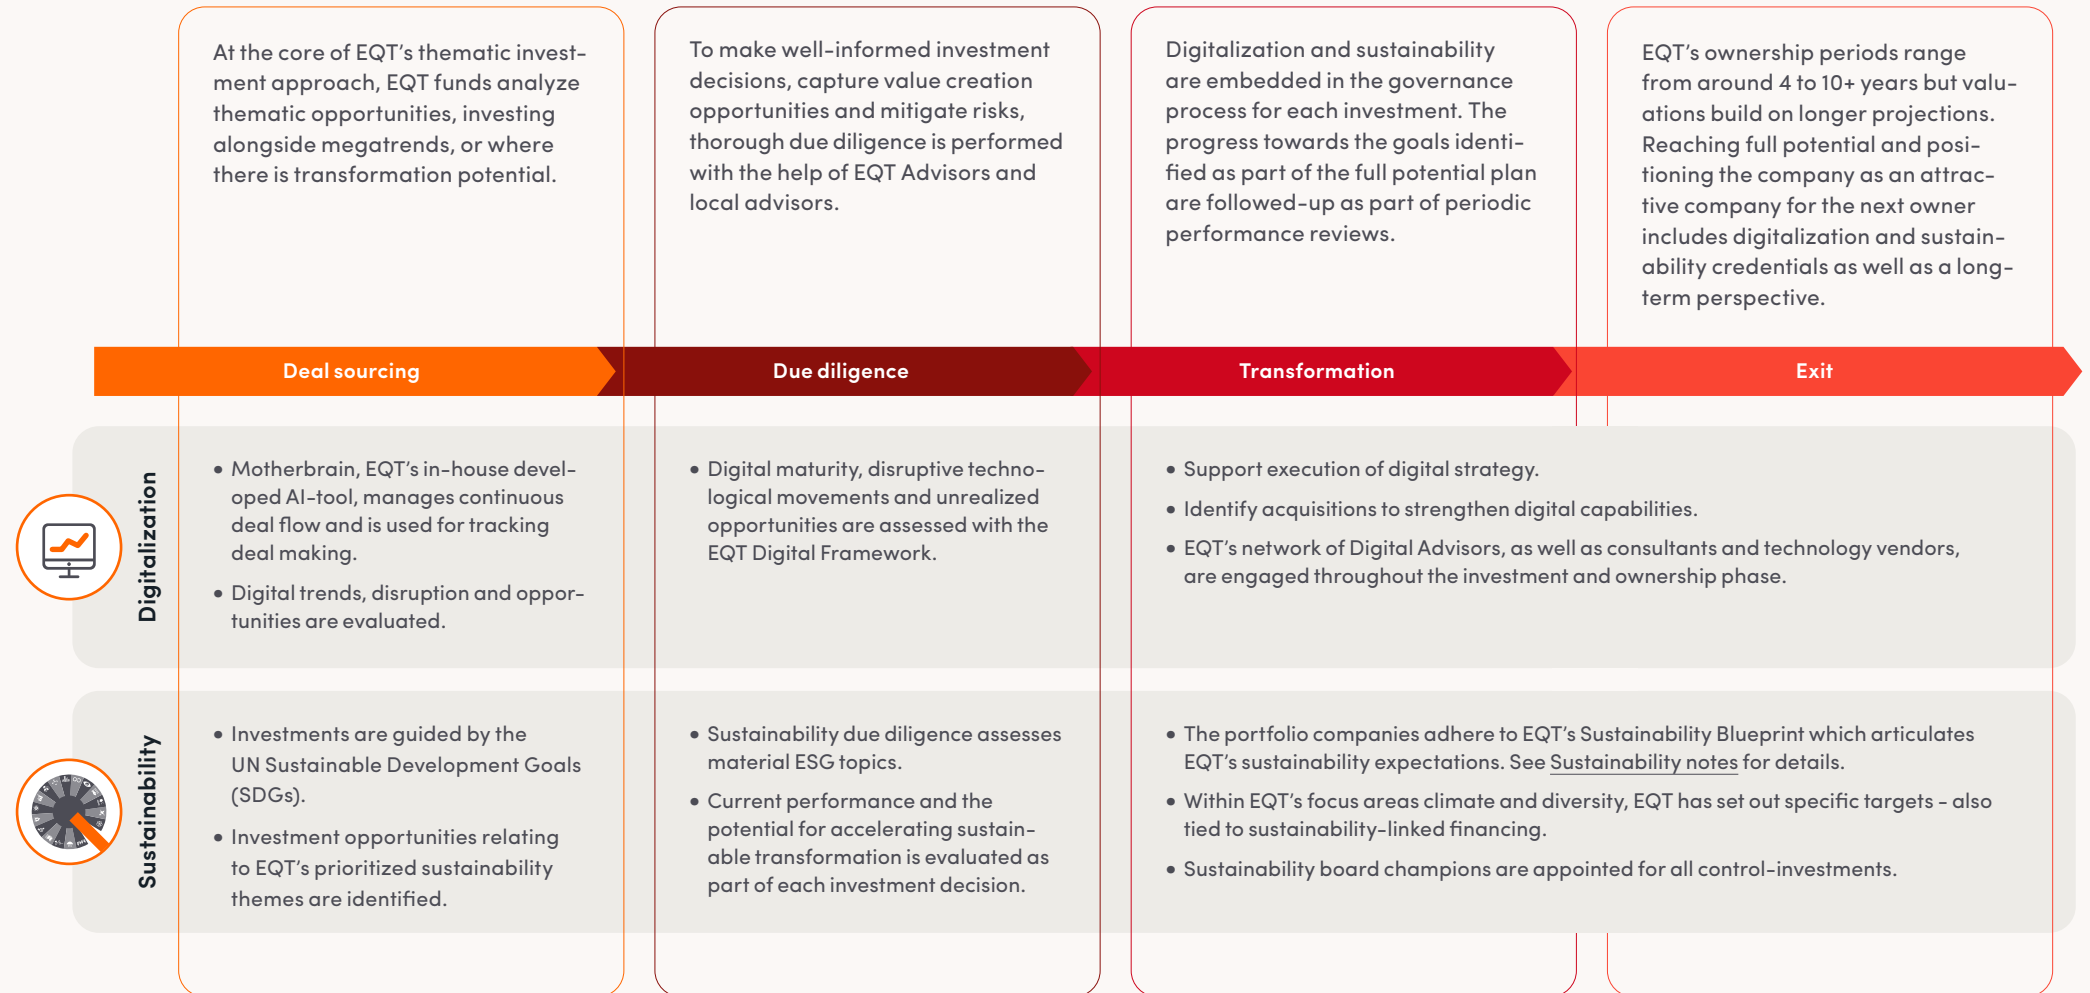 At the core of EQT's thematic invest-
ment approach, EQT funds analyze
thematic opportunities, investing
alongside megatrends, or where
there is transformation potential.
To make well-informed investment
decisions, capture value creation
opportunities and mitigate risks,
thorough due diligence is performed
with the help of EQT Advisors and
local advisors.
Digitalization and sustainability
are embedded in the governance
process for each investment. The
progress towards the goals identi-
fied as part of the full potential plan
are followed-up as part of periodic
performance reviews.
EQT's ownership periods range
from around 4 to 10+ years but valu-
ations build on longer projections.
Reaching full potential and posi-
tioning the company as an attrac-
tive company for the next owner
includes digitalization and sustain-
ability credentials as well as a long-
term perspective.
Deal sourcing
Due diligence
Transformation
Exit
Digitalization
• Motherbrain, EQT's in-house devel-
oped AI-tool, manages continuous
deal flow and is used for tracking
deal making.
• Digital trends, disruption and oppor-
tunities are evaluated.
• Digital maturity, disruptive techno-
logical movements and unrealized
opportunities are assessed with the
EQT Digital Framework.
• Support execution of digital strategy.
• Identify acquisitions to strengthen digital capabilities.
• EQT's network of Digital Advisors, as well as consultants and technology vendors,
are engaged throughout the investment and ownership phase.
Sustainability
• Investments are guided by the
UN Sustainable Development Goals
(SDGs).
• Investment opportunities relating
to EQT's prioritized sustainability
themes are identified.
• Sustainability due diligence assesses
material ESG topics.
• Current performance and the
potential for accelerating sustain-
able transformation is evaluated as
part of each investment decision.
• The portfolio companies adhere to EQT's Sustainability Blueprint which articulates
EQT's sustainability expectations. See Sustainability notes for details.
• Within EQT's focus areas climate and diversity, EQT has set out specific targets - also
tied to sustainability-linked financing.
• Sustainability board champions are appointed for all control-investments.